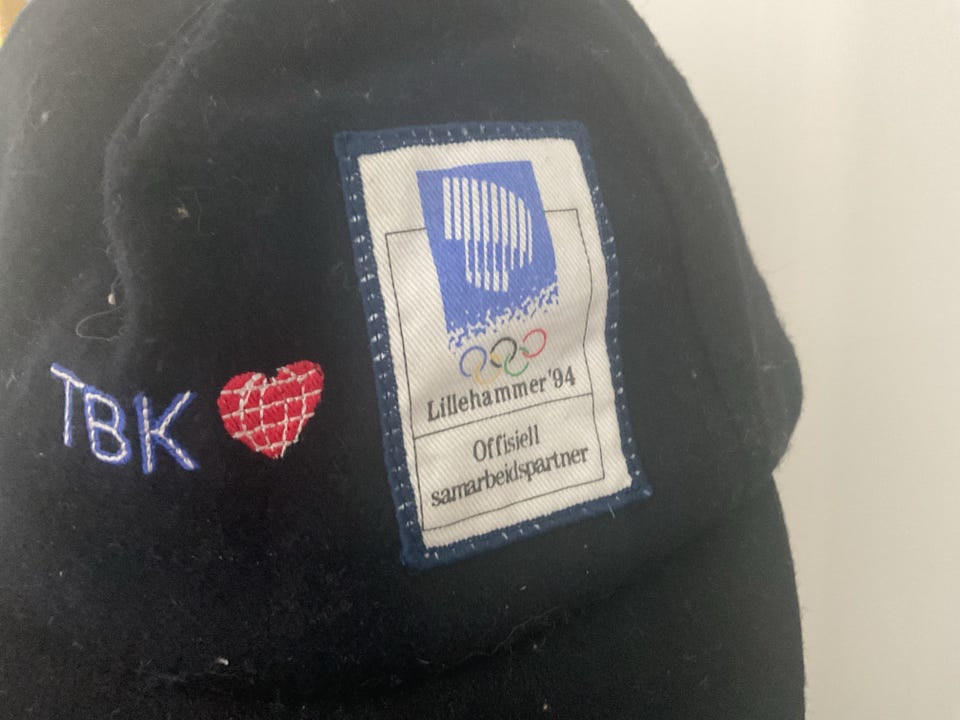 TBK
Lillehammer '94
Offisiell
samarbeidspartner